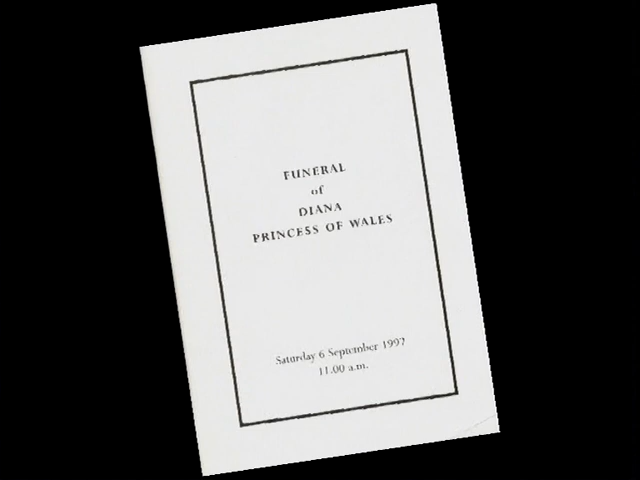 FUNERAL
of
DIANA
PRINCESS OF WALES
Saturday 6 September 1997
11.00 a.m.